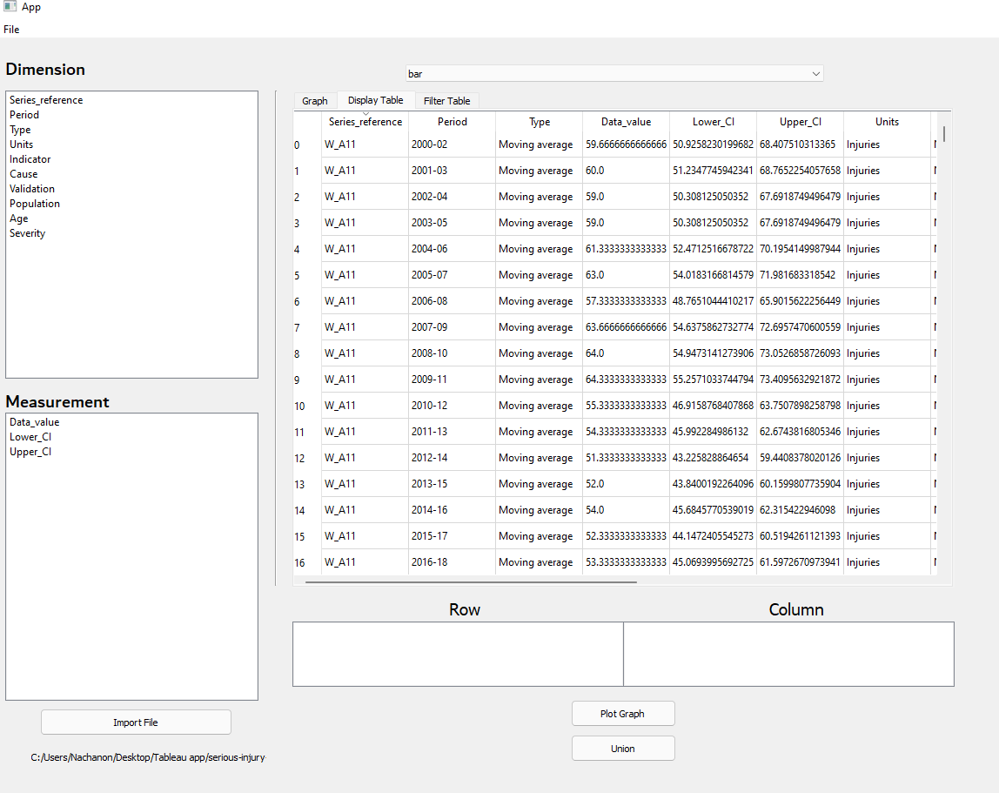 App
File
Dimension
Series_reference
Period
Type
Units
Indicator
Cause
Validation
Population
Age
Severity
Measurement
Data_value
Lower_CI
Upper_CI
Import File
C:/Users/Nachanon/Desktop/Tableau app/serious-injury
bar
Graph Display Table Filter Table
Series_reference Period Type Data_value Lower_CI Upper_CI Units
0 W_A11 2000-02 Moving average 59.6666666666666 50.9258230199682 68.407510313365 Injuries
1 W_A11 2001-03 Moving average 60.0 51.2347745942341 68.7652254057658 Injuries
2 W_A11 2002-04 Moving average 59.0 50.308125050352 67.6918749496479 Injuries
3 W_A11 2003-05 Moving average 59.0 50.308125050352 67.6918749496479 Injuries
4 W_A11 2004-06 Moving average 61.3333333333333 52.4712516678722 70.1954149987944 Injuries
5 W_A11 2005-07 Moving average 63.0 54.0183166814579 71.981683318542 Injuries
6 W_A11 2006-08 Moving average 57.3333333333333 48.7651044410217 65.9015622256449 Injuries
7 W_A11 2007-09 Moving average 63.6666666666666 54.6375862732774 72.6957470600559 Injuries
8 W_A11 2008-10 Moving average 64.0 54.9473141273906 73.0526858726093 Injuries
9 W_A11 2009-11 Moving average 64.3333333333333 55.2571033744794 73.4095632921872 Injuries
10 W_A11 2010-12 Moving average 55.3333333333333 46.9158768407868 63.7507898258798 Injuries
11 W_A11 2011-13 Moving average 54.3333333333333 45.992284986132 62.6743816805346 Injuries
12 W_A11 2012-14 Moving average 51.3333333333333 43.225828864654 59.4408378020126 Injuries
13 W_A11 2013-15 Moving average 52.0 43.8400192264096 60.1599807735904 Injuries
14 W_A11 2014-16 Moving average 54.0 45.6845770539019 62.315422946098 Injuries
15 W_A11 2015-17 Moving average 52.3333333333333 44.1472405545273 60.5194261121393 Injuries
16 W_A11 2016-18 Moving average 53.3333333333333 45.0693995692725 61.5972670973941 Injuries
Row Column
Plot Graph
Union